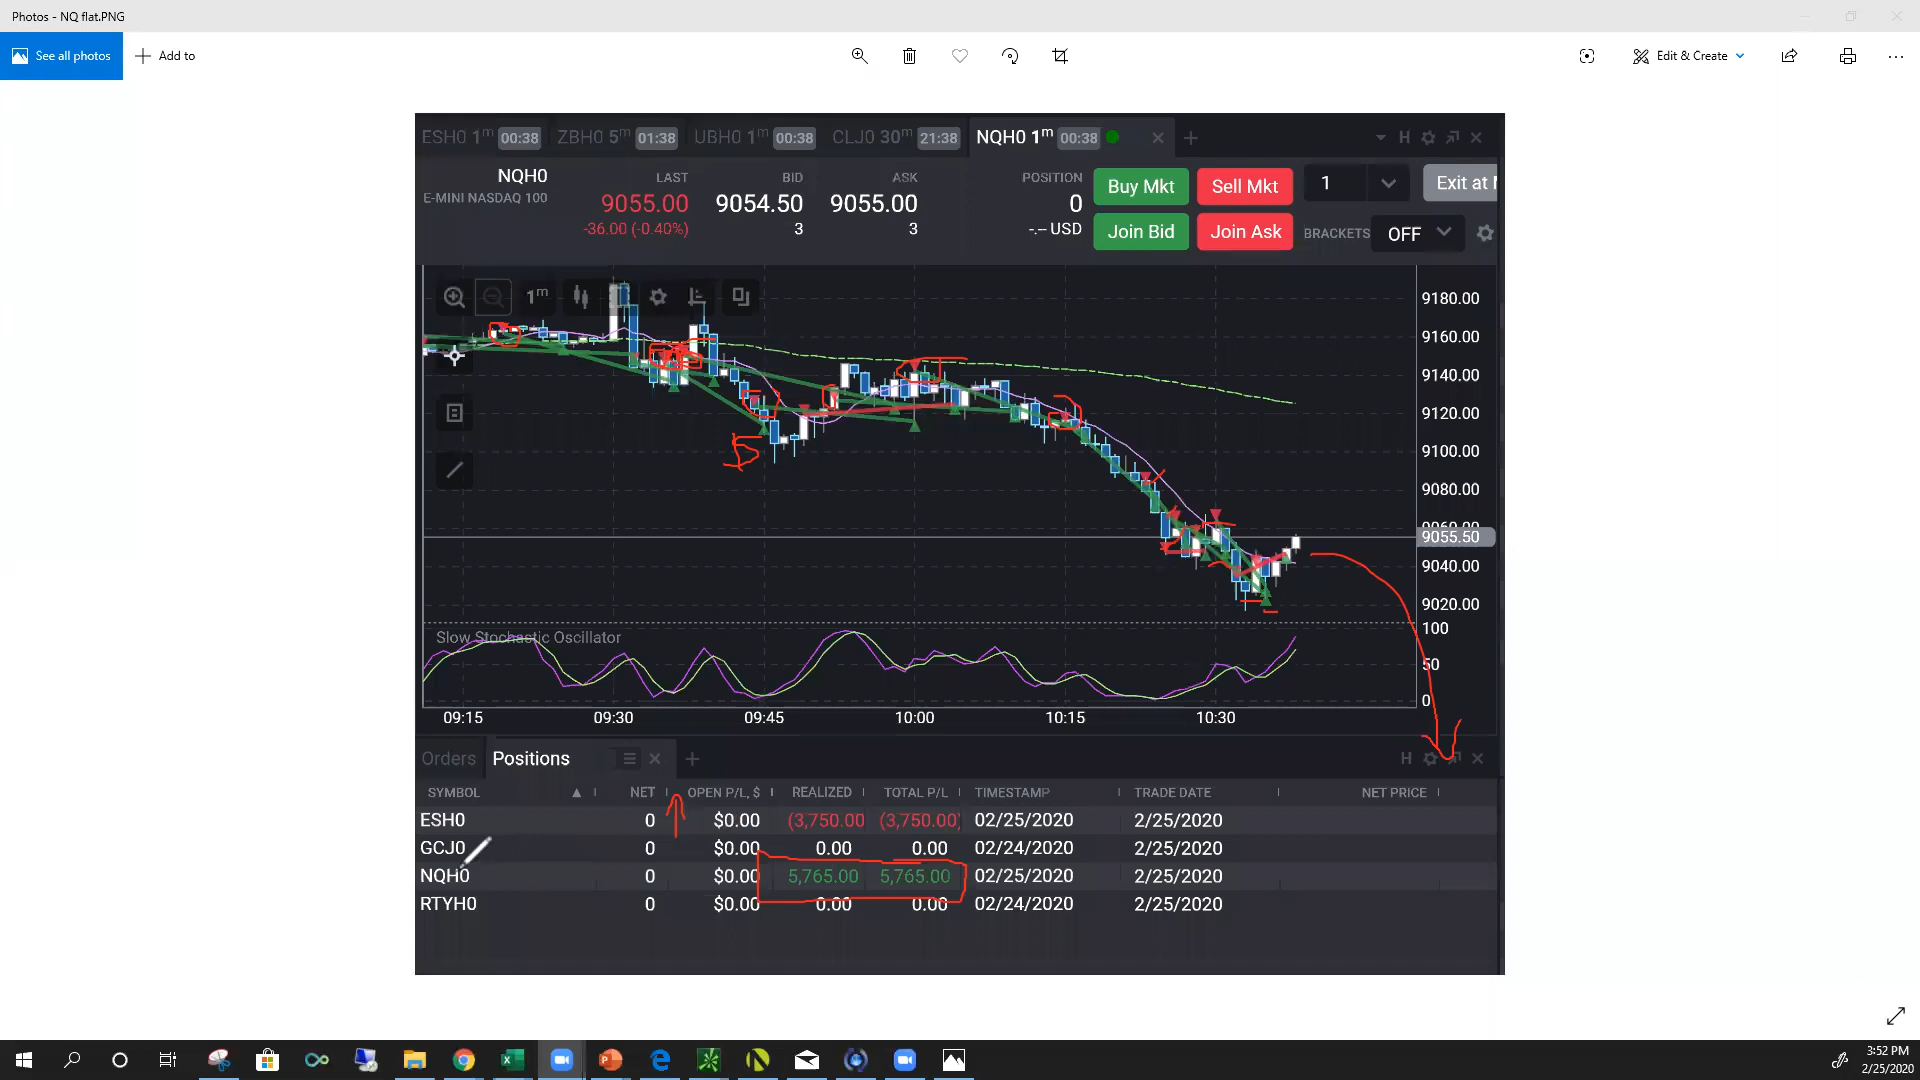 Photos - NQ flat.PNG
See all photos Add to Edit & Create
ESH0 1m 00:38 ZBH0 5m 01:38 UBH0 1m 00:38 CLJ0 30m 21:38 NQH0 1m 00:38 H
NQH0 LAST BID ASK POSITION Buy Mkt Sell Mkt 1 Exit at
E-MINI NASDAQ 100 9055.00 9054.50 9055.00 0
-36.00 (-0.40%) 3 3 -.-- USD Join Bid Join Ask BRACKETS OFF
1m
9180.00
9160.00
9140.00
9120.00
9100.00
9080.00
9060.00
9055.50
9040.00
9020.00
Slow Stochastic Oscillator 100
50
0
09:15 09:30 09:45 10:00 10:15 10:30
Orders Positions H
SYMBOL NET OPEN P/L, $ REALIZED TOTAL P/L TIMESTAMP TRADE DATE NET PRICE
ESH0 0 $0.00 (3,750.00 (3,750.00) 02/25/2020 2/25/2020
GCJ0 0 $0.00 0.00 0.00 02/24/2020 2/25/2020
NQH0 0 $0.00 5,765.00 5,765.00 02/25/2020 2/25/2020
RTYH0 0 $0.00 0.00 0.00 02/24/2020 2/25/2020
3:52 PM
2/25/2020